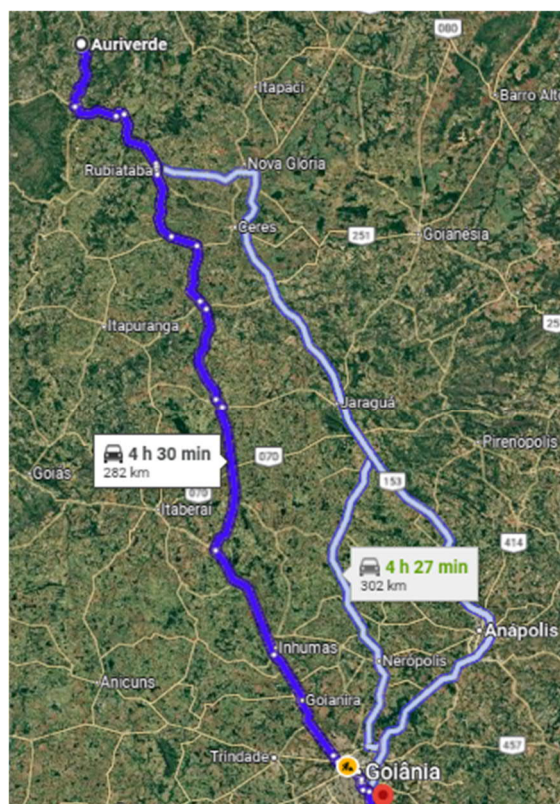 080
Auriverde
Itapaci
Barro Alto
Nova Glória
Rubiataba
Ceres
251
Goianésia
Itapuranga
Jaraguá
4 h 30 min
282 km
070
Pirenópolis
Goiás
153
070
Itaberaí
414
4 h 27 min
302 km
Anápolis
Inhumas
Nerópolis
Anicuns
Goianira
Trindade
457
Goiânia